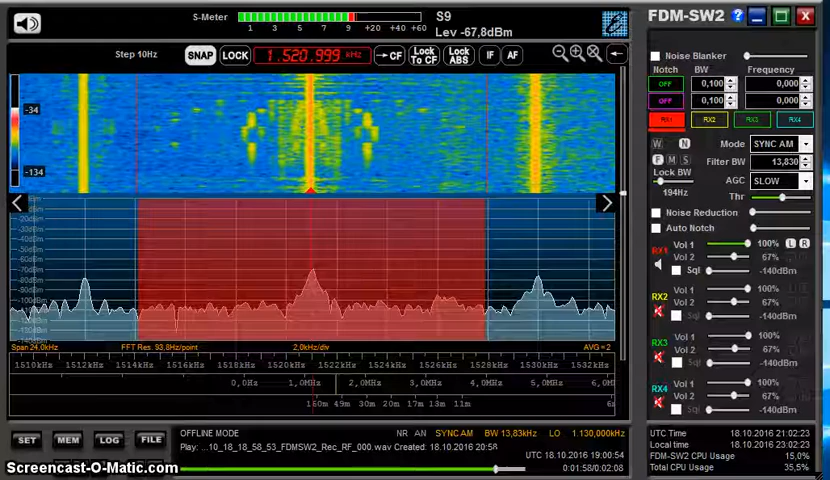 S-Meter
1 3 5 7 9 +20 +40 +60
S9
Lev -67,8dBm
FDM-SW2
Step 10Hz
SNAP
LOCK
1.520.999 kHz
→CF
Lock To CF
Lock ABS
IF
AF
-34
-134
Noise Blanker
Notch BW Frequency
OFF 0,100 0,000
OFF 0,100 0,000
RX1 RX2 RX3 RX4
W N
Mode SYNC AM
F M S
Filter BW 13,830
Lock BW
194Hz
AGC SLOW
Thr
Noise Reduction
Auto Notch
RX1
Vol 1 100% L R
Vol 2 67%
Sql -140dBm
RX2
Vol 1 100%
Vol 2 67%
Sql -140dBm
RX3
Vol 1 100%
Vol 2 67%
Sql -140dBm
RX4
Vol 1 100%
Vol 2 67%
Sql -140dBm
Span 24,0kHz FFT Res. 93,8Hz/point 2,0kHz/div AVG=2
1510kHz 1512kHz 1514kHz 1516kHz 1518kHz 1520kHz 1522kHz 1524kHz 1526kHz 1528kHz 1530kHz 1532kHz
0,0Hz 1,0MHz 2,0MHz 3,0MHz 4,0MHz 5,0MHz 6,0M
160m 49m 30m 20m 17m 13m 11m
SET
MEM
LOG
FILE
OFFLINE MODE
NR AN SYNC AM BW 13,83kHz LO 1.130,000kHz
Play: ...10_18_18_58_53_FDMSW2_Rec_RF_000.wav Created: 18.10.2016 20:58
UTC 18.10.2016 19:00:54
0:01:58/0:02:08
UTC Time 18.10.2016 21:02:23
Local time 18.10.2016 23:02:23
FDM-SW2 CPU Usage 15,0%
Total CPU Usage 35,5%
Screencast-O-Matic.com